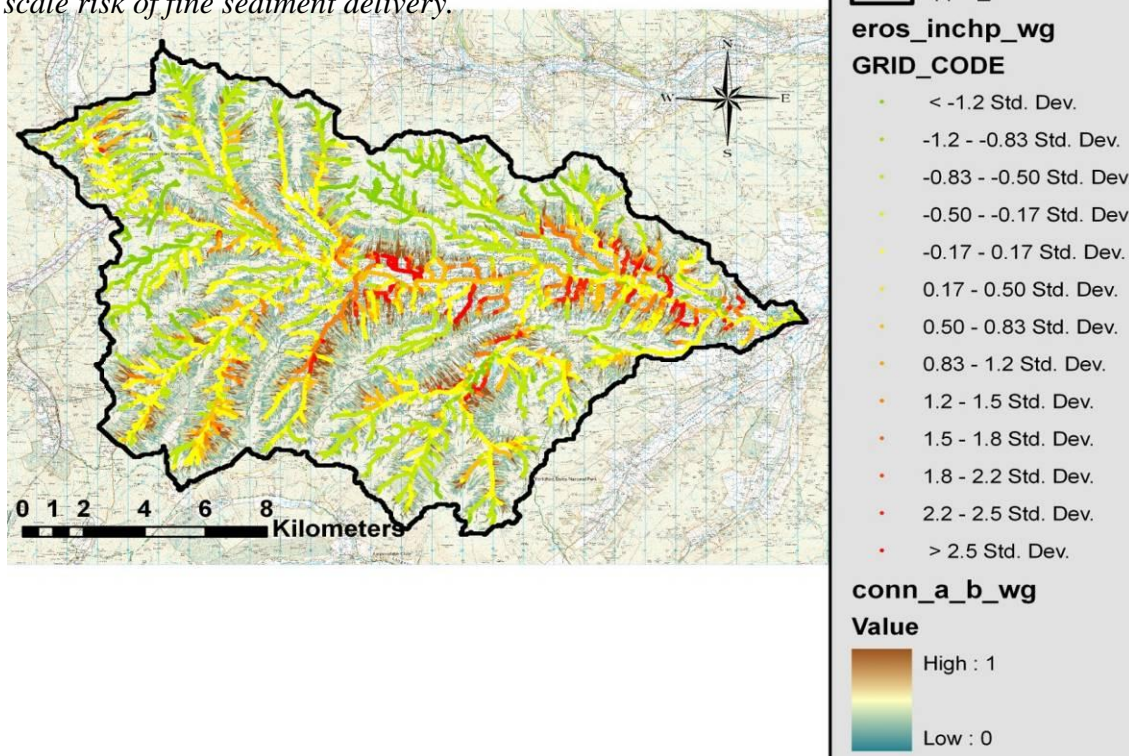 scale risk of fine sediment delivery.
N
W
E
S
0 1 2 4 6 8
Kilometers
eros_inchp_wg
GRID_CODE
< -1.2 Std. Dev.
-1.2 - -0.83 Std. Dev.
-0.83 - -0.50 Std. Dev
-0.50 - -0.17 Std. Dev
-0.17 - 0.17 Std. Dev.
0.17 - 0.50 Std. Dev.
0.50 - 0.83 Std. Dev.
0.83 - 1.2 Std. Dev.
1.2 - 1.5 Std. Dev.
1.5 - 1.8 Std. Dev.
1.8 - 2.2 Std. Dev.
2.2 - 2.5 Std. Dev.
> 2.5 Std. Dev.
conn_a_b_wg
Value
High : 1
Low : 0